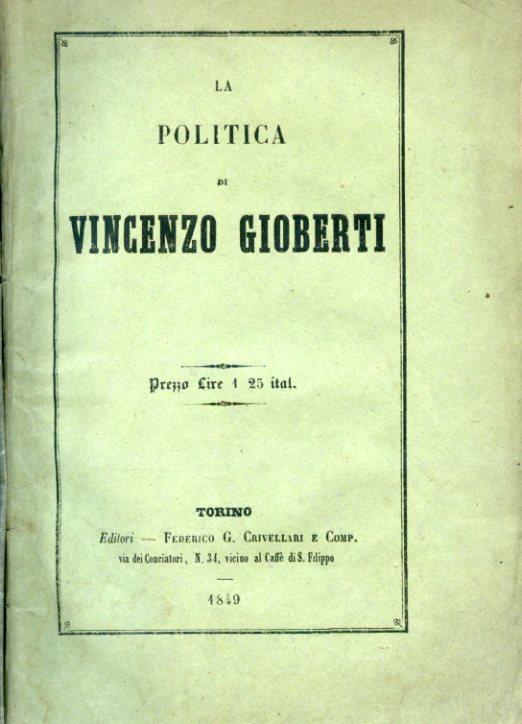 LA
POLITICA
DI
VINCENZO GIOBERTI
Prezzo Lire 1 25 ital.
TORINO
Editori — FEDERICO G. CRIVELLARI E COMP.
via dei Conciatori, N. 34, vicino al Caffè di S. Filippo
1849